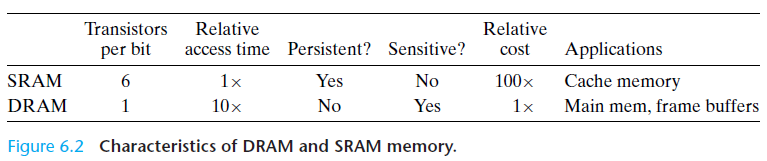 Transistors Relative Relative
per bit access time Persistent? Sensitive? cost Applications
SRAM 6 1× Yes No 100× Cache memory
DRAM 1 10× No Yes 1× Main mem, frame buffers
Figure 6.2 Characteristics of DRAM and SRAM memory.